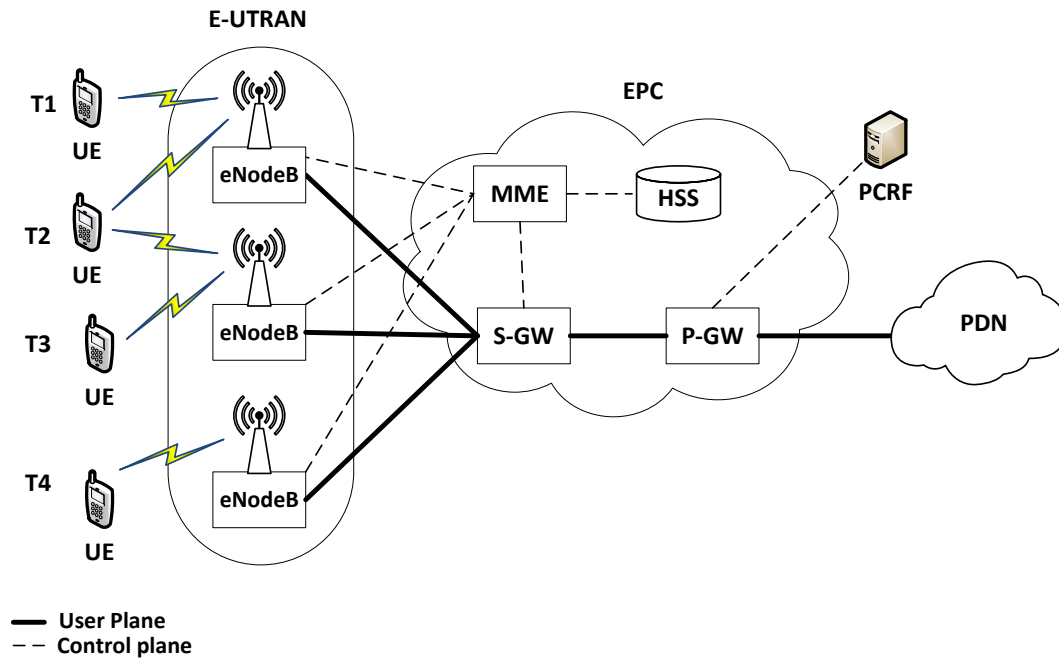 E-UTRAN
EPC
T1
UE
eNodeB
MME
HSS
PCRF
T2
UE
eNodeB
S-GW
P-GW
PDN
T3
UE
T4
eNodeB
UE
User Plane
Control plane